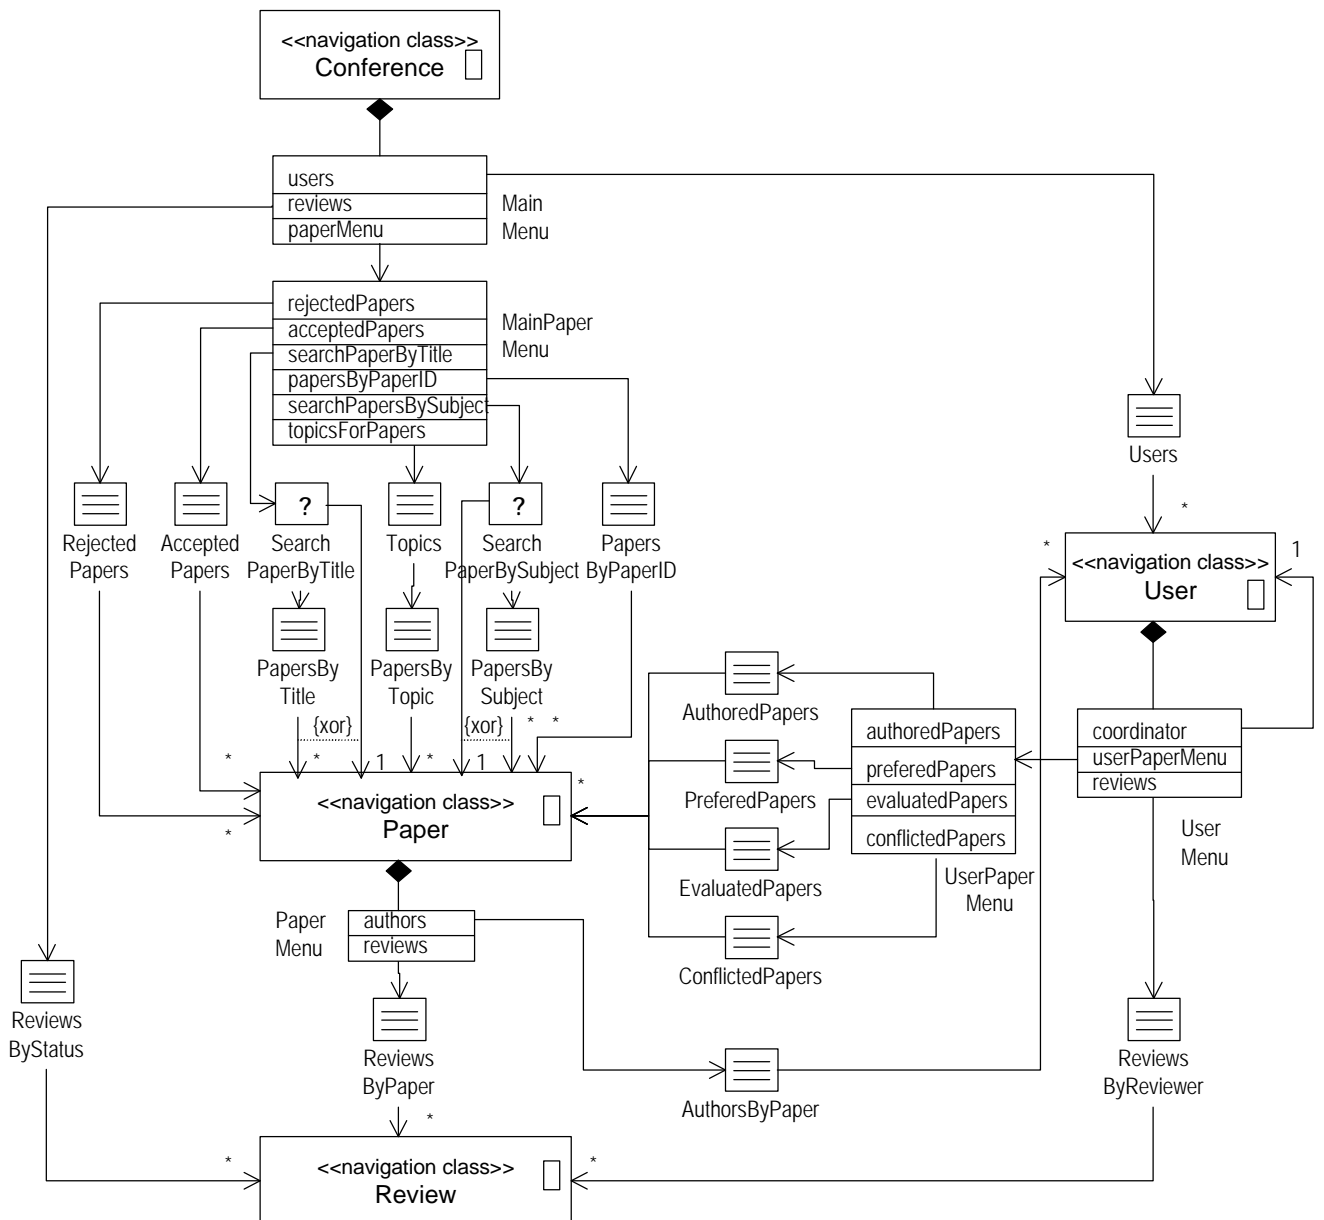 <<navigation class>>
Conference
users
reviews
paperMenu
Main
Menu
rejectedPapers
acceptedPapers
searchPaperByTitle
papersByPaperID
searchPapersBySubject
topicsForPapers
MainPaper
Menu
Users
*
Rejected
Papers
Accepted
Papers
?
Search
PaperByTitle
Topics
?
Search
PaperBySubject
Papers
ByPaperID
*
1
<<navigation class>>
User
PapersBy
Title
PapersBy
Topic
PapersBy
Subject
{xor}
{xor}
*
*
*
*
1
*
1
*
*
<<navigation class>>
Paper
AuthoredPapers
PreferedPapers
EvaluatedPapers
ConflictedPapers
authoredPapers
preferedPapers
evaluatedPapers
conflictedPapers
UserPaper
Menu
coordinator
userPaperMenu
reviews
User
Menu
Paper
Menu
authors
reviews
Reviews
ByStatus
Reviews
ByPaper
AuthorsByPaper
Reviews
ByReviewer
*
*
*
<<navigation class>>
Review